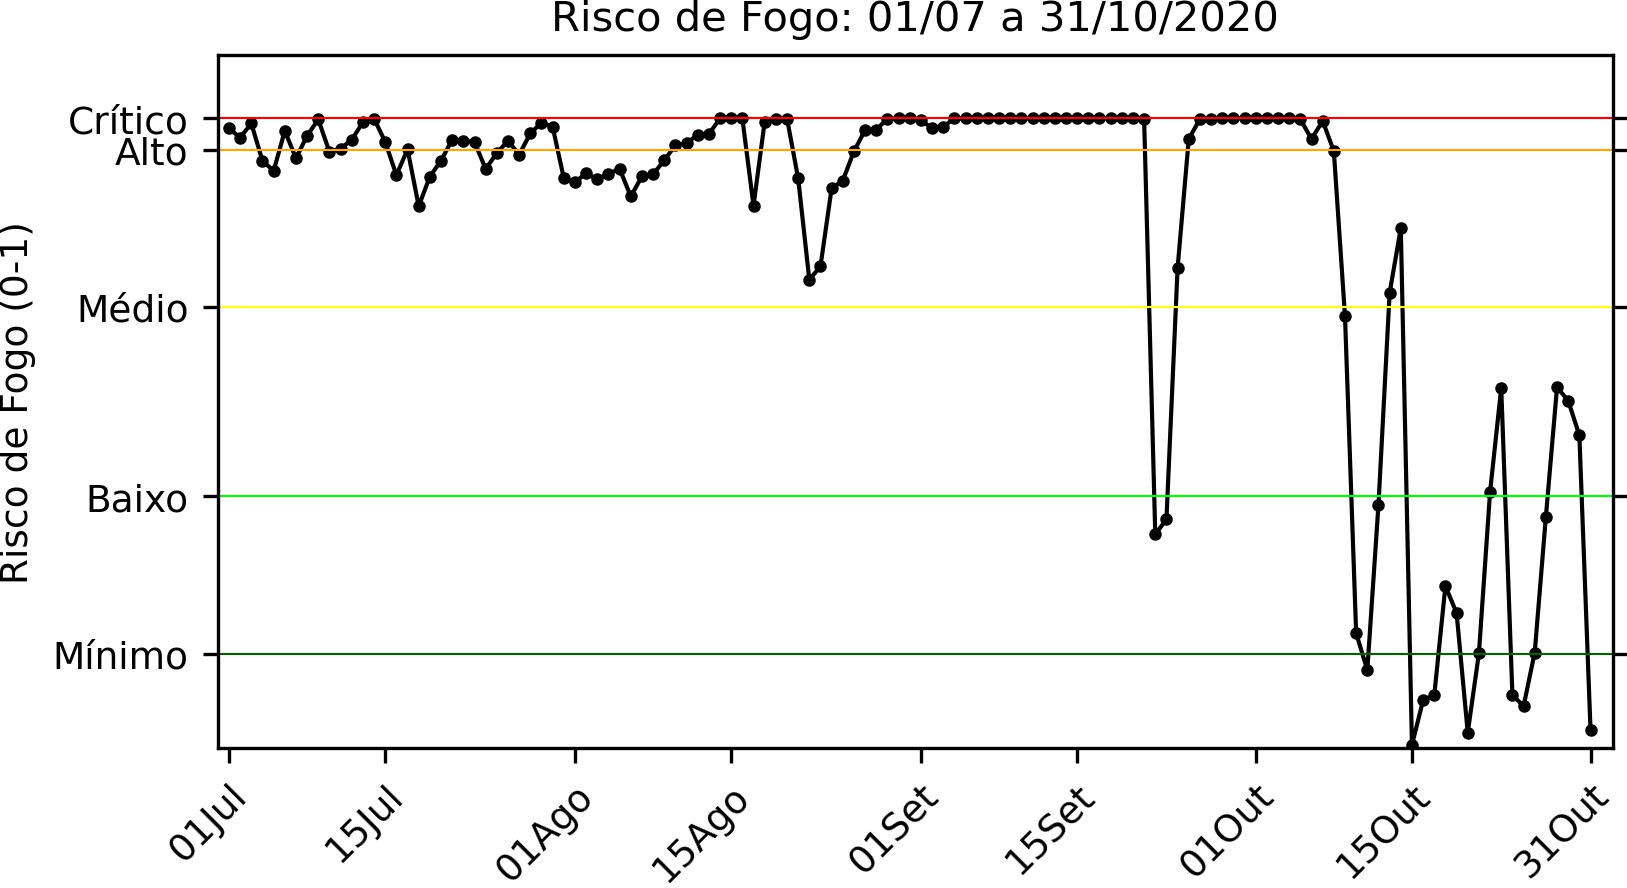 Risco de Fogo: 01/07 a 31/10/2020
Crítico
Alto
Médio
Baixo
Mínimo
Risco de Fogo (0-1)
01Jul
15Jul
01Ago
15Ago
01Set
15Set
01Out
15Out
31Out